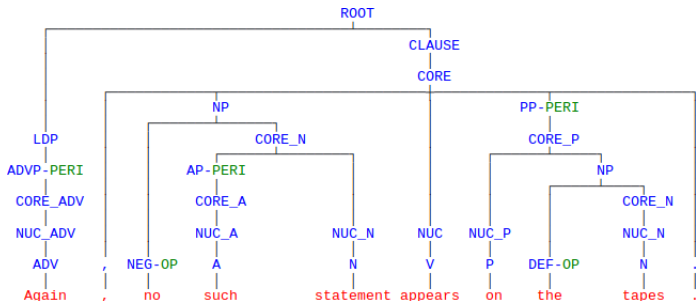 ROOT
CLAUSE
CORE
NP PP-PERI
LDP CORE_N CORE_P
ADVP-PERI AP-PERI NP
CORE_ADV CORE_A CORE_N
NUC_ADV NUC_A NUC_N NUC NUC_P NUC_N
ADV , NEG-OP A N V P DEF-OP N .
Again , no such statement appears on the tapes .